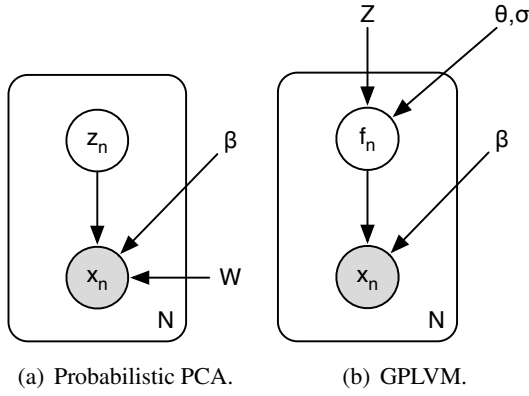 Z θ,σ
z_n β f_n β
x_n W x_n
N N
(a) Probabilistic PCA. (b) GPLVM.